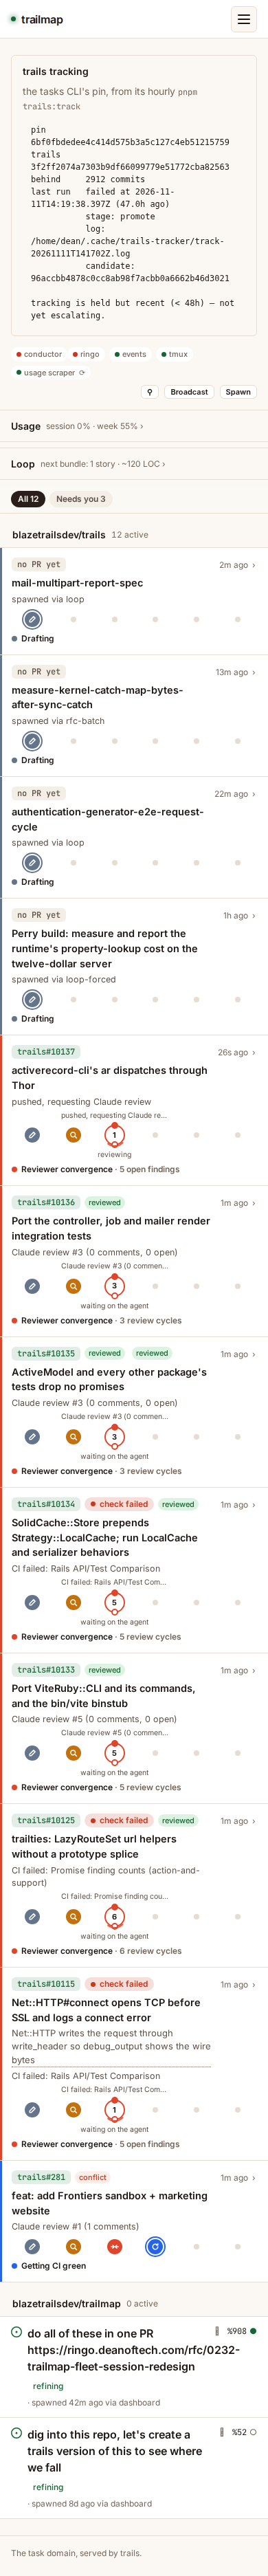 trailmap
trails tracking
the tasks CLI's pin, from its hourly pnpm
trails:track
pin
6bf0fbdedee4c414d575b3a5c127c4eb51215759
trails
3f2ff2074a7303b9df66099779e51772cba82563
behind 2912 commits
last run failed at 2026-11-
11T14:19:38.397Z (47.0h ago)
stage: promote
log:
/home/dean/.cache/trails-tracker/track-
20261111T141702Z.log
candidate:
96accbb4878c0cc8ab98f7acbb0a6662b46d3021
tracking is held but recent (< 48h) — not
yet escalating.
conductor ringo events tmux
usage scraper
Broadcast Spawn
Usage session 0% · week 55% ›
Loop next bundle: 1 story · ~120 LOC ›
All 12 Needs you 3
blazetrailsdev/trails 12 active
no PR yet 2m ago ›
mail-multipart-report-spec
spawned via loop
Drafting
no PR yet 13m ago ›
measure-kernel-catch-map-bytes-
after-sync-catch
spawned via rfc-batch
Drafting
no PR yet 22m ago ›
authentication-generator-e2e-request-
cycle
spawned via loop
Drafting
no PR yet 1h ago ›
Perry build: measure and report the
runtime's property-lookup cost on the
twelve-dollar server
spawned via loop-forced
Drafting
trails#10137 26s ago ›
activerecord-cli's ar dispatches through
Thor
pushed, requesting Claude review
pushed, requesting Claude re...
1
reviewing
Reviewer convergence · 5 open findings
trails#10136 reviewed 1m ago ›
Port the controller, job and mailer render
integration tests
Claude review #3 (0 comments, 0 open)
Claude review #3 (0 commen...
3
waiting on the agent
Reviewer convergence · 3 review cycles
trails#10135 reviewed reviewed 1m ago ›
ActiveModel and every other package's
tests drop no promises
Claude review #3 (0 comments, 0 open)
Claude review #3 (0 commen...
3
waiting on the agent
Reviewer convergence · 3 review cycles
trails#10134 check failed reviewed 1m ago ›
SolidCache::Store prepends
Strategy::LocalCache; run LocalCache
and serializer behaviors
CI failed: Rails API/Test Comparison
CI failed: Rails API/Test Com...
5
waiting on the agent
Reviewer convergence · 5 review cycles
trails#10133 reviewed 1m ago ›
Port ViteRuby::CLI and its commands,
and the bin/vite binstub
Claude review #5 (0 comments, 0 open)
Claude review #5 (0 commen...
5
waiting on the agent
Reviewer convergence · 5 review cycles
trails#10125 check failed reviewed 1m ago ›
trailties: LazyRouteSet url helpers
without a prototype splice
CI failed: Promise finding counts (action-and-
support)
CI failed: Promise finding cou...
6
waiting on the agent
Reviewer convergence · 6 review cycles
trails#10115 check failed 1m ago ›
Net::HTTP#connect opens TCP before
SSL and logs a connect error
Net::HTTP writes the request through
write_header so debug_output shows the wire
bytes
CI failed: Rails API/Test Comparison
CI failed: Rails API/Test Com...
1
waiting on the agent
Reviewer convergence · 5 open findings
trails#281 conflict 1m ago ›
feat: add Frontiers sandbox + marketing
website
Claude review #1 (1 comments)
Getting CI green
blazetrailsdev/trailmap 0 active
do all of these in one PR %908
https://ringo.deanoftech.com/rfc/0232-
trailmap-fleet-session-redesign
refining
· spawned 42m ago via dashboard
dig into this repo, let's create a %52
trails version of this to see where
we fall
refining
· spawned 8d ago via dashboard
The task domain, served by trails.